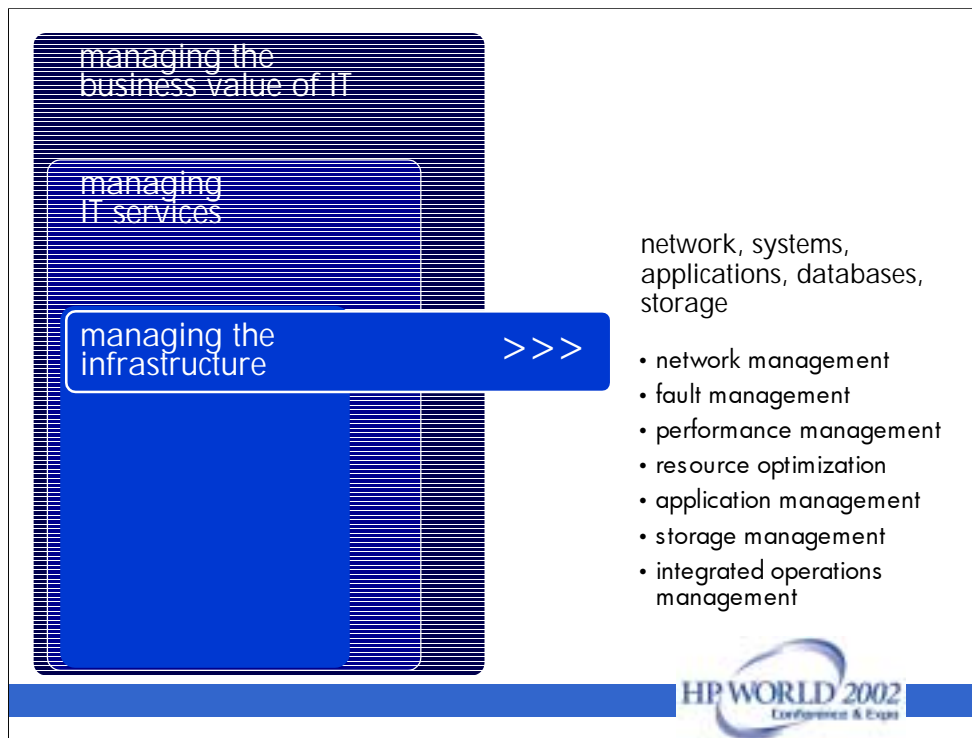 managing the
business value of IT
managing
IT services
managing the
infrastructure
>>>
network, systems,
applications, databases,
storage
• network management
• fault management
• performance management
• resource optimization
• application management
• storage management
• integrated operations
management
HP WORLD 2002
Conference & Expo